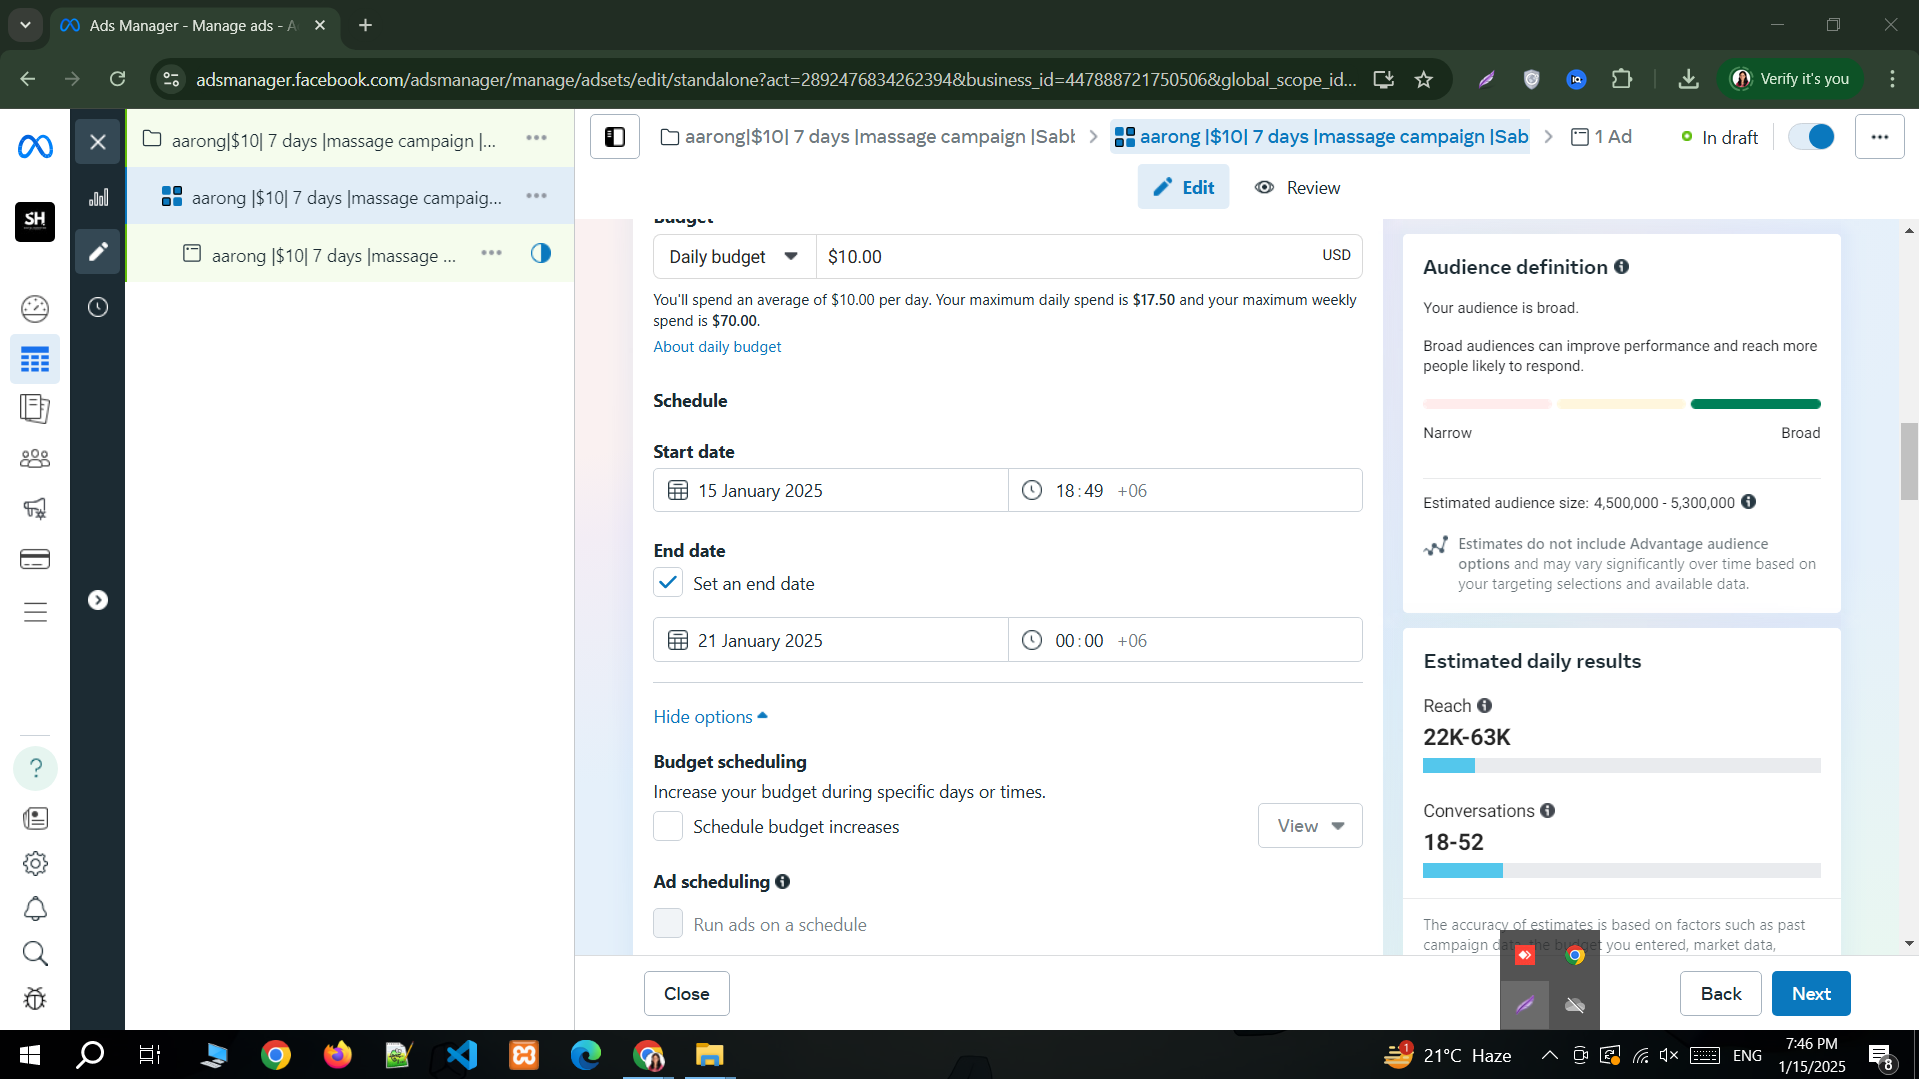 Ads Manager - Manage ads - A
adsmanager.facebook.com/adsmanager/manage/adsets/edit/standalone?act=2892476834262394&business_id=447888721750506&global_scope_id...
Verify it's you
SH
aarong|$10| 7 days |massage campaign |...
aarong |$10| 7 days |massage campaig...
aarong |$10| 7 days |massage ...
aarong|$10| 7 days |massage campaign |Sabb
aarong |$10| 7 days |massage campaign |Sab
1 Ad
In draft
Edit
Review
Budget
Daily budget
$10.00
USD
You'll spend an average of $10.00 per day. Your maximum daily spend is $17.50 and your maximum weekly
spend is $70.00.
About daily budget
Schedule
Start date
15 January 2025
18:49 +06
End date
Set an end date
21 January 2025
00:00 +06
Hide options
Budget scheduling
Increase your budget during specific days or times.
Schedule budget increases
View
Ad scheduling
Run ads on a schedule
Close
Back
Next
Audience definition
Your audience is broad.
Broad audiences can improve performance and reach more
people likely to respond.
Narrow
Broad
Estimated audience size: 4,500,000 - 5,300,000
Estimates do not include Advantage audience
options and may vary significantly over time based on
your targeting selections and available data.
Estimated daily results
Reach
22K-63K
Conversations
18-52
The accuracy of estimates is based on factors such as past
campaign data, the budget you entered, market data,
1
21°C Haze
ENG
7:46 PM
1/15/2025
8